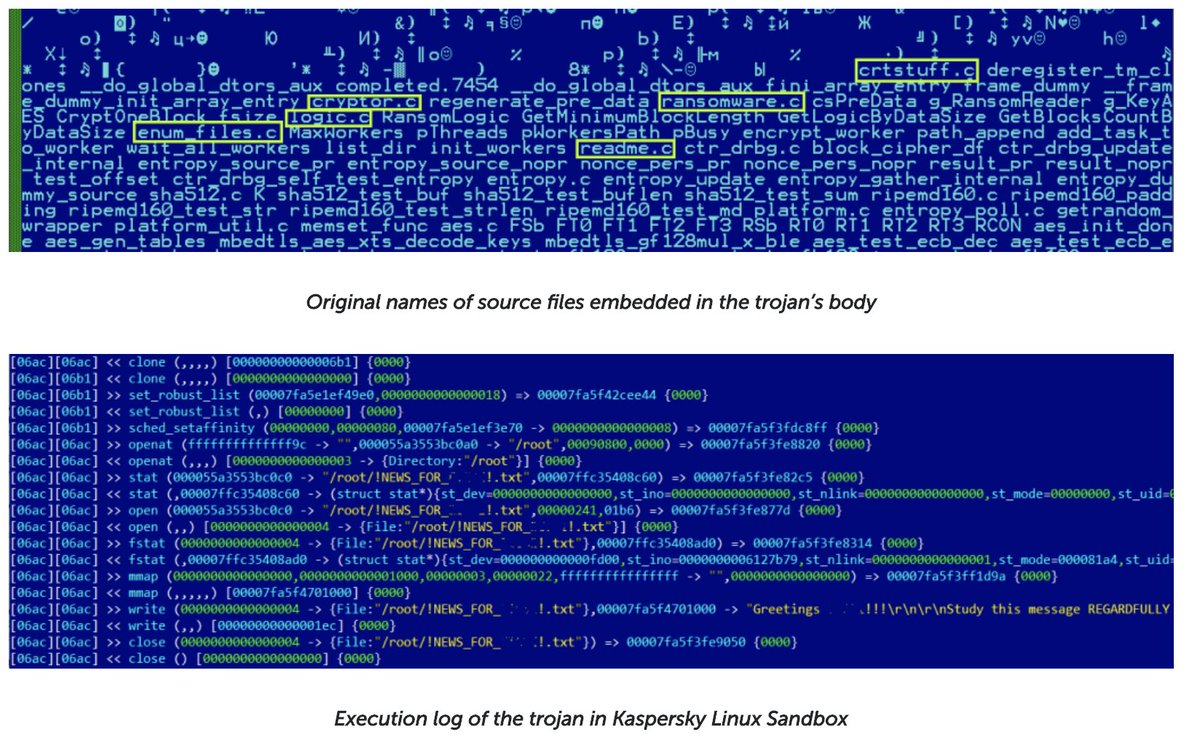 / ◙) &) ♫ ╕§☺ п☻ Е) ↕ ♫ ↨й Ж [) ↕ ♫ N♥☺ l♦
о) ↕ ♫ ц→☻ Ю И) ↕ b) ↕ ♫ ╜) ↕ ♫ yv☺ h☺
X↓ ╨) ↕ ♫ ‖o☺ ٪ p) ↕ ♫ ╟м ٪ .) ↕ ♫
* ↕ ♫ ▌{ }☻ '* ↕ ♫ -▓ ) 8* ↕ ♫ \-☺ Ы crtstuff.c deregister_tm_cl
ones __do_global_dtors_aux completed.7454 __do_global_dtors_aux_fini_array_entry frame_dummy __fram
e_dummy_init_array_entry cryptor.c regenerate_pre_data ransomware.c csPreData g_RansomHeader g_KeyA
ES CryptOneBlock fsize logic.c RansomLogic GetMinimumBlockLength GetLogicByDataSize GetBlocksCountB
yDataSize enum_files.c MaxWorkers pThreads pWorkersPath pBusy encrypt_worker path_append add_task_t
o_worker wait_all_workers list_dir init_workers readme.c ctr_drbg.c block_cipher_df ctr_drbg_update
_internal entropy_source_pr entropy_source_nopr nonce_pers_pr nonce_pers_nopr result_pr result_nopr
test_offset ctr_drbg_self_test_entropy entropy.c entropy_update entropy_gather_internal entropy_du
mmy_source sha512.c K sha512_test_buf sha512_test_buflen sha512_test_sum ripemd160.c ripemd160_padd
ing ripemd160_test_str ripemd160_test_strlen ripemd160_test_md platform.c entropy_poll.c getrandom_
wrapper platform_util.c memset_func aes.c FSb FT0 FT1 FT2 FT3 RSb RT0 RT1 RT2 RT3 RCON aes_init_don
e aes_gen_tables mbedtls_aes_xts_decode_keys mbedtls_gf128mul_x_ble aes_test_ecb_dec aes_test_ecb_e
Original names of source files embedded in the trojan's body
[06ac][06ac] << clone (,,,,) [00000000000006b1] {0000}
[06ac][06b1] << clone (,,,,) [0000000000000000] {0000}
[06ac][06b1] >> set_robust_list (00007fa5e1ef49e0,0000000000000018) => 00007fa5f42cee44 {0000}
[06ac][06b1] << set_robust_list (,) [00000000] {0000}
[06ac][06b1] >> sched_setaffinity (00000000,00000080,00007fa5e1ef3e70 -> 0000000000000008) => 00007fa5f3fdc8ff {0000}
[06ac][06ac] >> openat (ffffffffffffff9c -> "",000055a3553bc0a0 -> "/root",00090800,0000) => 00007fa5f3fe8820 {0000}
[06ac][06ac] << openat (,,,) [0000000000000003 -> {Directory:"/root"}] {0000}
[06ac][06ac] >> stat (000055a3553bc0c0 -> "/root/!NEWS_FOR_ !.txt",00007ffc35408c60) => 00007fa5f3fe82c5 {0000}
[06ac][06ac] << stat (,00007ffc35408c60 -> (struct stat*){st_dev=0000000000000000,st_ino=0000000000000000,st_nlink=0000000000000000,st_mode=00000000,st_uid=0
[06ac][06ac] >> open (000055a3553bc0c0 -> "/root/!NEWS_FOR_ !.txt",00000241,01b6) => 00007fa5f3fe877d {0000}
[06ac][06ac] << open (,,) [0000000000000004 -> {File:"/root/!NEWS_FOR_ !.txt"}] {0000}
[06ac][06ac] >> fstat (0000000000000004 -> {File:"/root/!NEWS_FOR_ !.txt"},00007ffc35408ad0) => 00007fa5f3fe8314 {0000}
[06ac][06ac] << fstat (,00007ffc35408ad0 -> (struct stat*){st_dev=000000000000fd00,st_ino=0000000006127b79,st_nlink=0000000000000001,st_mode=000081a4,st_uid=
[06ac][06ac] >> mmap (0000000000000000,0000000000001000,00000003,00000022,ffffffffffffffff -> "",0000000000000000) => 00007fa5f3ff1d9a {0000}
[06ac][06ac] << mmap (,,,,,) [00007fa5f4701000] {0000}
[06ac][06ac] >> write (0000000000000004 -> {File:"/root/!NEWS_FOR_ !.txt"},00007fa5f4701000 -> "Greetings !!!\r\n\r\nStudy this message REGARDFULLY
[06ac][06ac] << write (,,) [00000000000001ec] {0000}
[06ac][06ac] >> close (0000000000000004 -> {File:"/root/!NEWS_FOR_ !.txt"}) => 00007fa5f3fe9050 {0000}
[06ac][06ac] << close () [0000000000000000] {0000}
Execution log of the trojan in Kaspersky Linux Sandbox